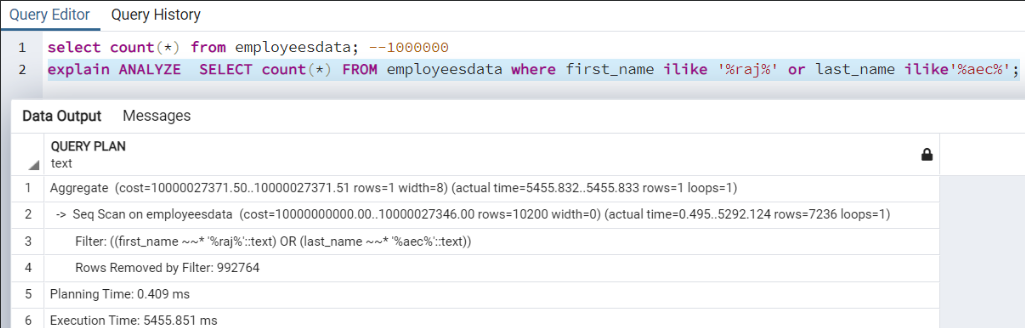 Query Editor Query History
1 select count(*) from employeesdata; --1000000
2 explain ANALYZE  SELECT count(*) FROM employeesdata where first_name ilike '%raj%' or last_name ilike'%aec%';
Data Output Messages
QUERY PLAN
text
1 Aggregate (cost=10000027371.50..10000027371.51 rows=1 width=8) (actual time=5455.832..5455.833 rows=1 loops=1)
2 -> Seq Scan on employeesdata (cost=10000000000.00..10000027346.00 rows=10200 width=0) (actual time=0.495..5292.124 rows=7236 loops=1)
3 Filter: ((first_name ~~* '%raj%'::text) OR (last_name ~~* '%aec%'::text))
4 Rows Removed by Filter: 992764
5 Planning Time: 0.409 ms
6 Execution Time: 5455.851 ms